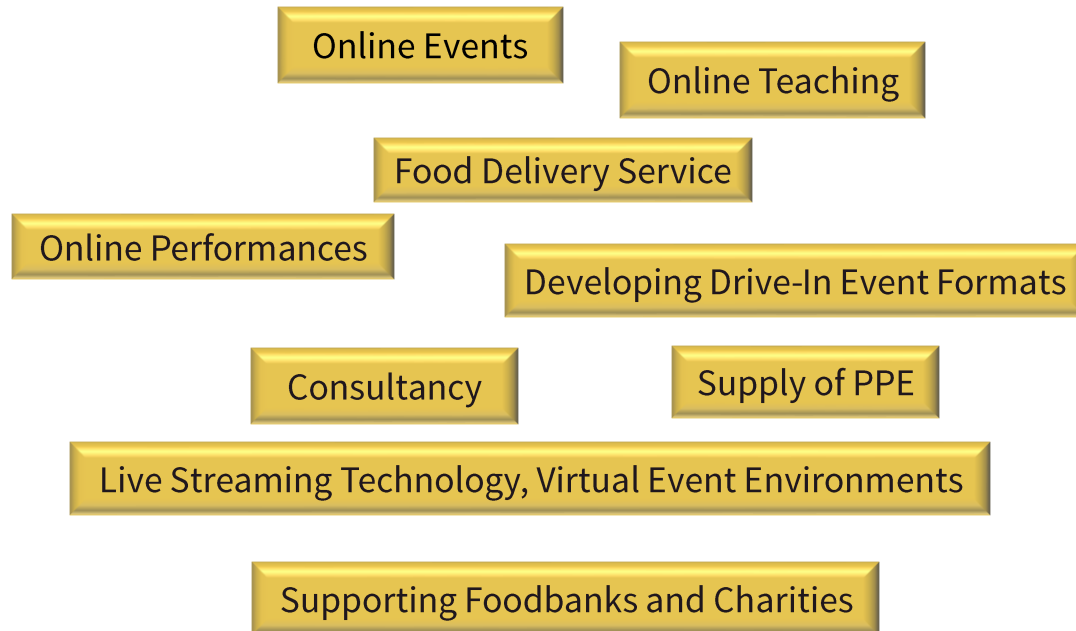 Online Events
Online Teaching
Food Delivery Service
Online Performances
Developing Drive-In Event Formats
Consultancy
Supply of PPE
Live Streaming Technology, Virtual Event Environments
Supporting Foodbanks and Charities